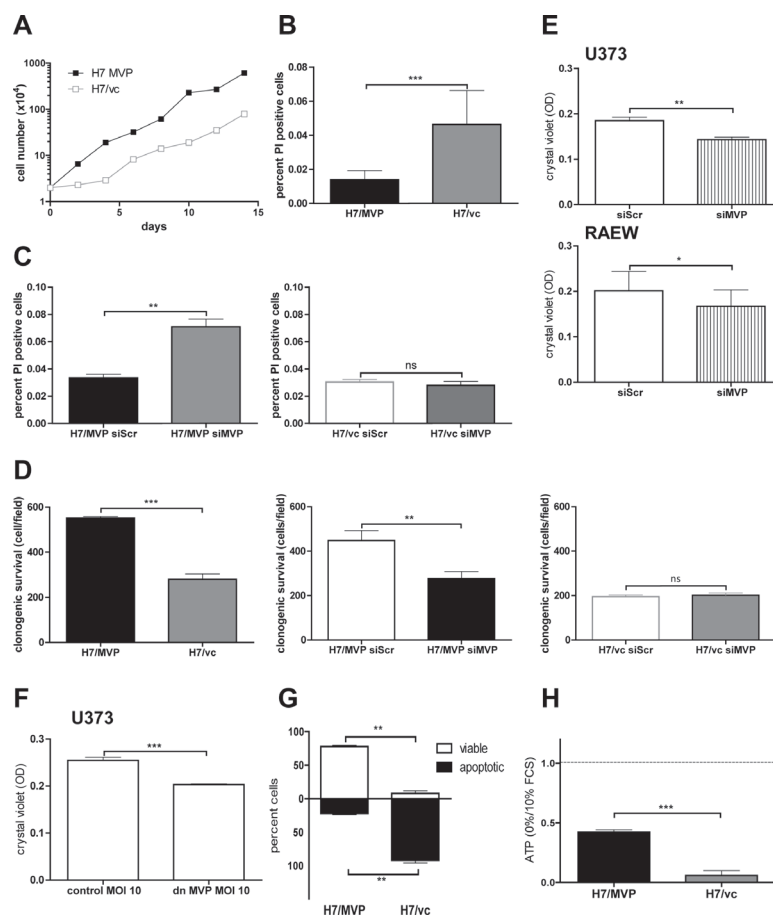 A
H7 MVP
H7/vc
cell number (x10⁴)
1000
100
10
1
0
5
10
15
days
B
percent PI positive cells
0.08
0.06
0.04
0.02
0.00
***
H7/MVP
H7/vc
E
U373
crystal violet (OD)
0.3
0.2
0.1
0.0
**
siScr
siMVP
RAEW
crystal violet (OD)
0.3
0.2
0.1
0.0
*
siScr
siMVP
C
percent PI positive cells
0.10
0.08
0.06
0.04
0.02
0.00
**
H7/MVP siScr
H7/MVP siMVP
percent PI positive cells
0.10
0.08
0.06
0.04
0.02
0.00
ns
H7/vc siScr
H7/vc siMVP
D
clonogenic survival (cell/field)
600
400
200
0
***
H7/MVP
H7/vc
clonogenic survival (cells/field)
600
400
200
0
**
H7/MVP siScr
H7/MVP siMVP
clonogenic survival (cells/field)
600
400
200
0
ns
H7/vc siScr
H7/vc siMVP
F
U373
crystal violet (OD)
0.3
0.2
0.1
0.0
***
control MOI 10
dn MVP MOI 10
G
percent cells
100
50
0
50
100
**
viable
apoptotic
**
H7/MVP
H7/vc
H
ATP (0%/10% FCS)
1.0
0.5
0.0
***
H7/MVP
H7/vc